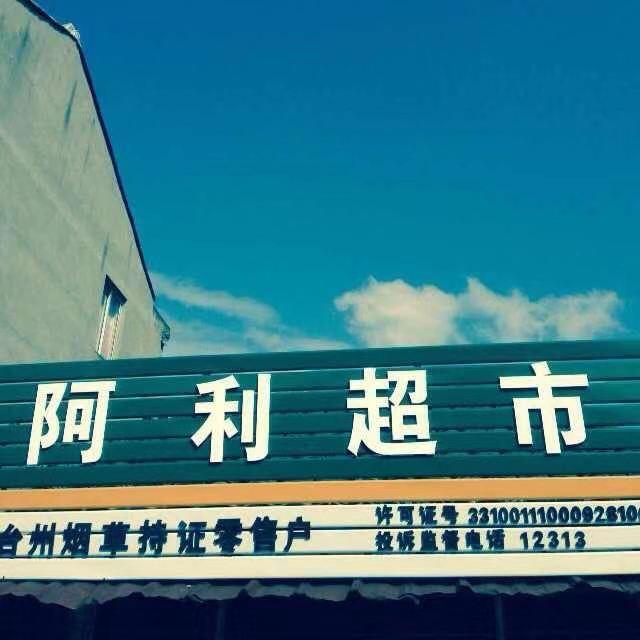 阿利超市
台州烟草持证零售户
许可证号 33100111000928100
投诉监督电话 12313